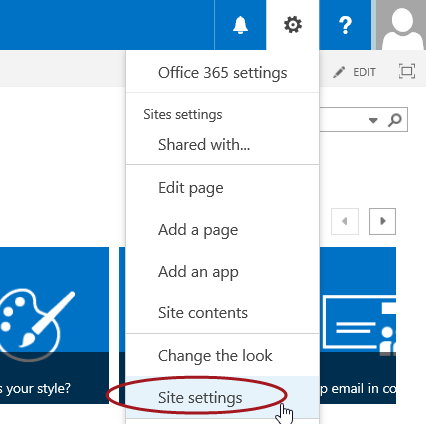 ?
Office 365 settings
EDIT
Sites settings
Shared with...
Edit page
Add a page
Add an app
Site contents
Change the look
s your style?
p email in co
Site settings